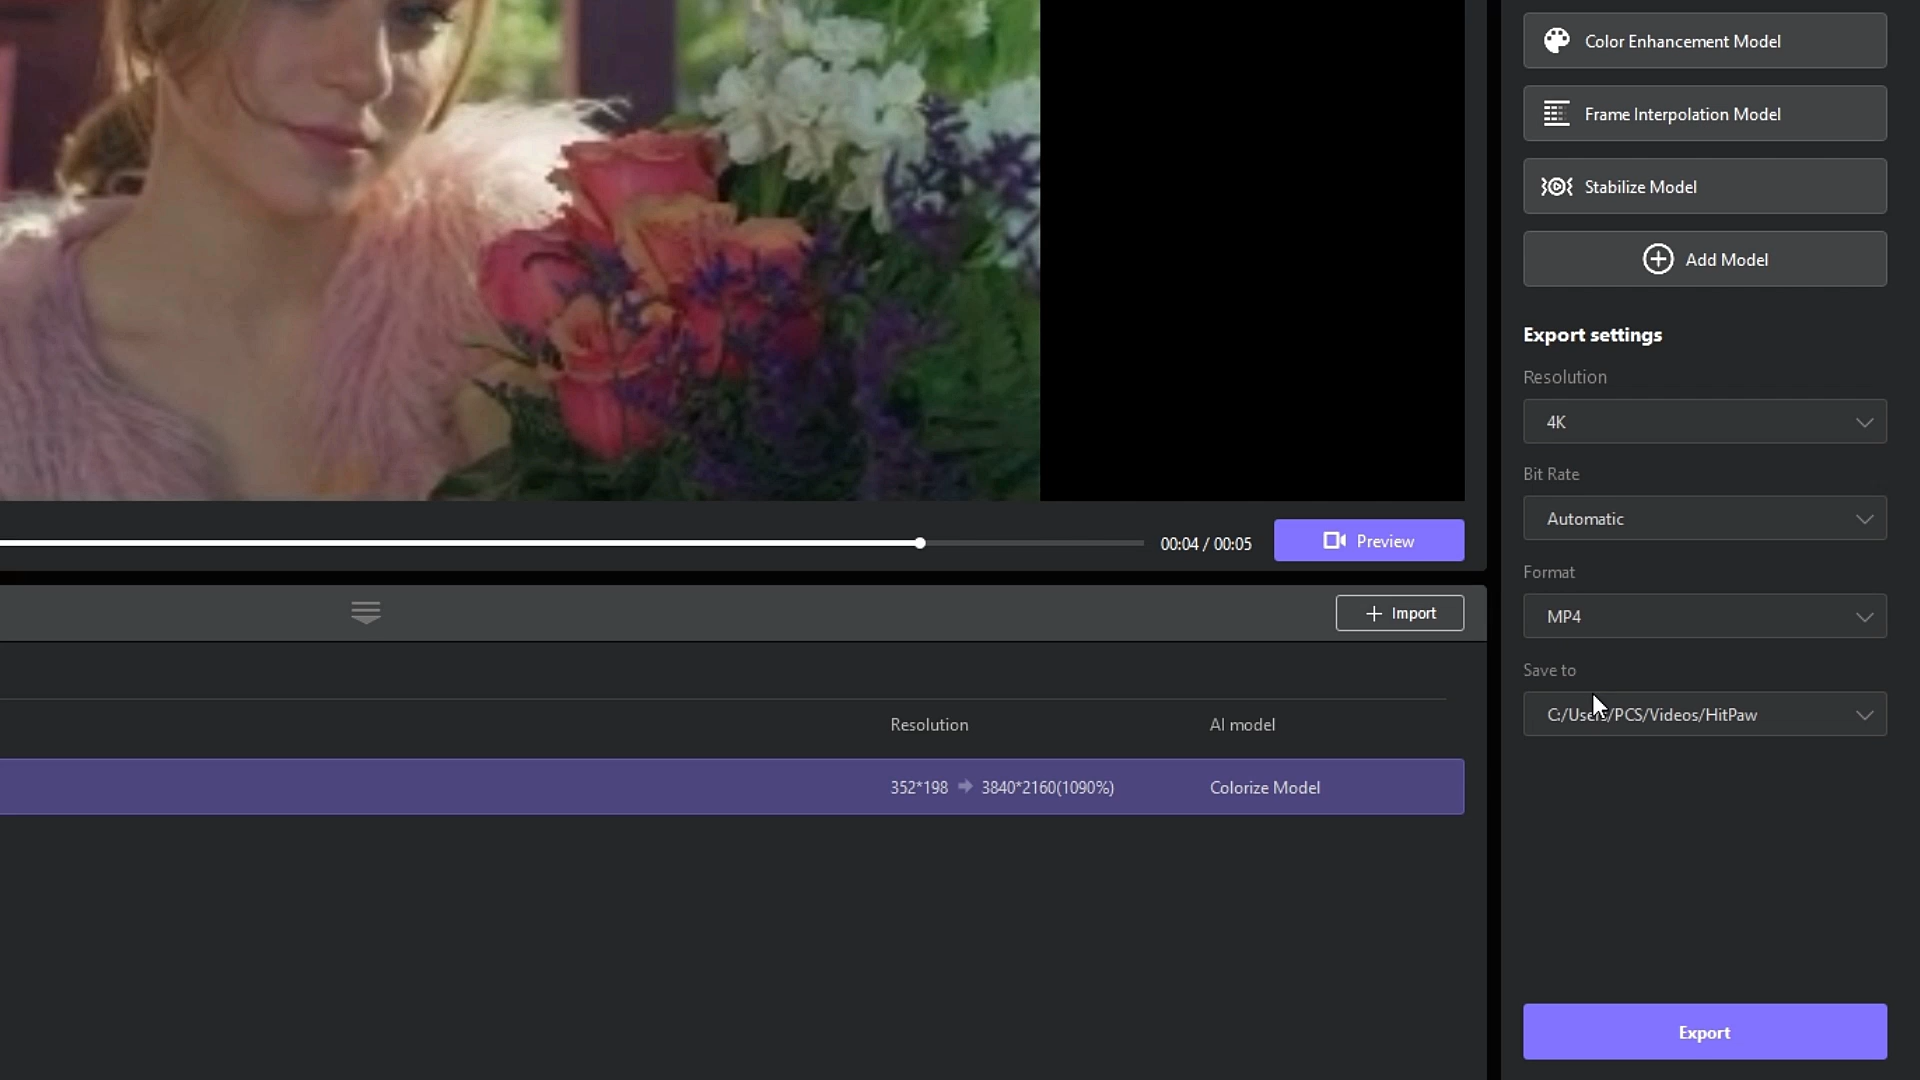 Color Enhancement Model
Frame Interpolation Model
Stabilize Model
Add Model
Export settings
Resolution
4K
Bit Rate
Automatic
Format
MP4
Save to
C:/Users/PCS/Videos/HitPaw
Export
00:04 / 00:05
Preview
Import
Resolution
AI model
352*198 3840*2160(1090%)
Colorize Model